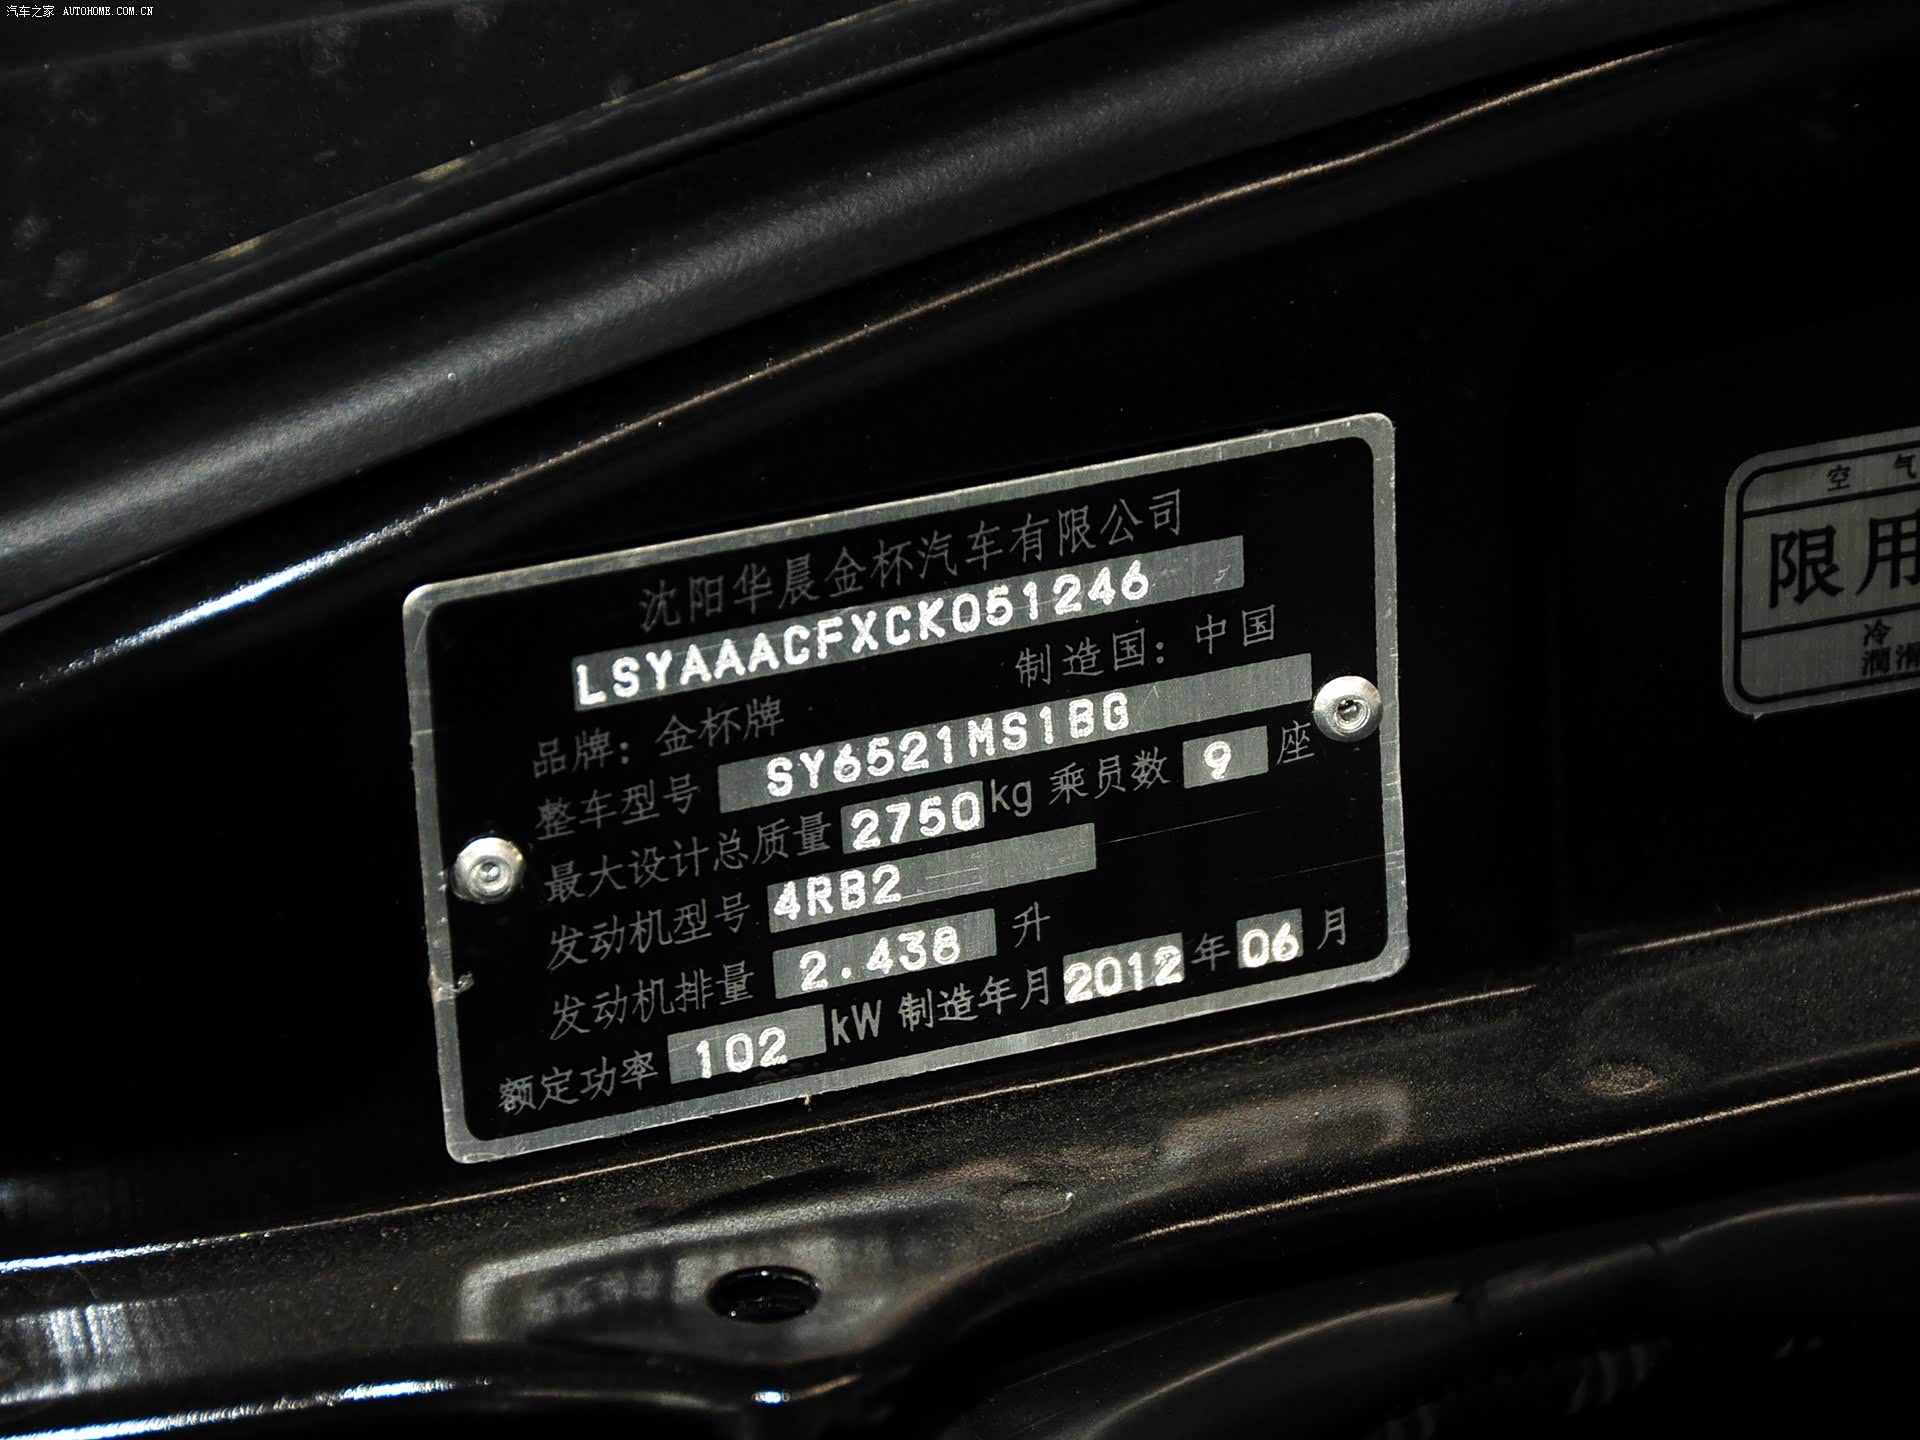 汽车之家 AUTOHOME.COM.CN
沈阳华晨金杯汽车有限公司
LSYAAACFXCK051246
品牌：金杯牌 制造国：中国
整车型号 SY6521MS1BG
最大设计总质量 2750 kg 乘员数 9 座
发动机型号 4RB2
发动机排量 2.438 升
额定功率 102 kW 制造年月 2012 年 06 月
空 气
限用
冷
潤滑